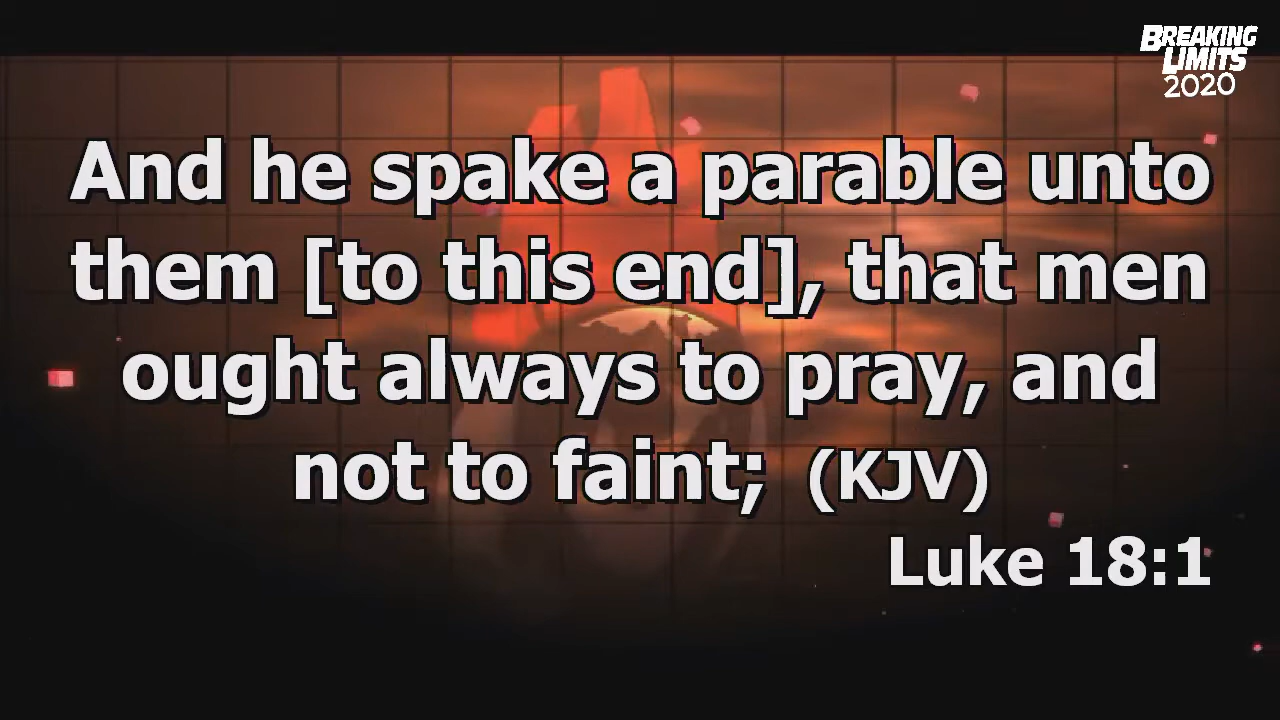 BREAKING
LIMITS
2020
And he spake a parable unto
them [to this end], that men
ought always to pray, and
not to faint; (KJV)
Luke 18:1